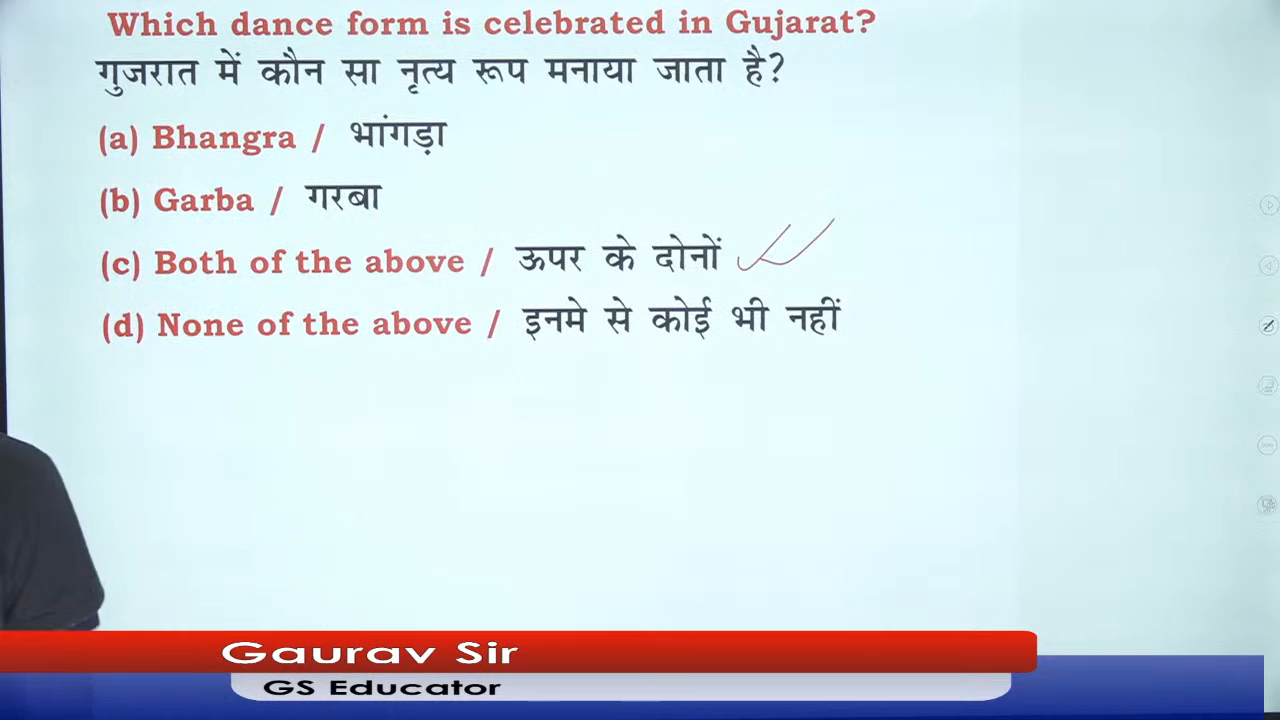 Which dance form is celebrated in Gujarat?
गुजरात में कौन सा नृत्य रूप मनाया जाता है?
(a) Bhangra / भांगड़ा
(b) Garba / गरबा
(c) Both of the above / ऊपर के दोनों
(d) None of the above / इनमे से कोई भी नहीं
Gaurav Sir
GS Educator